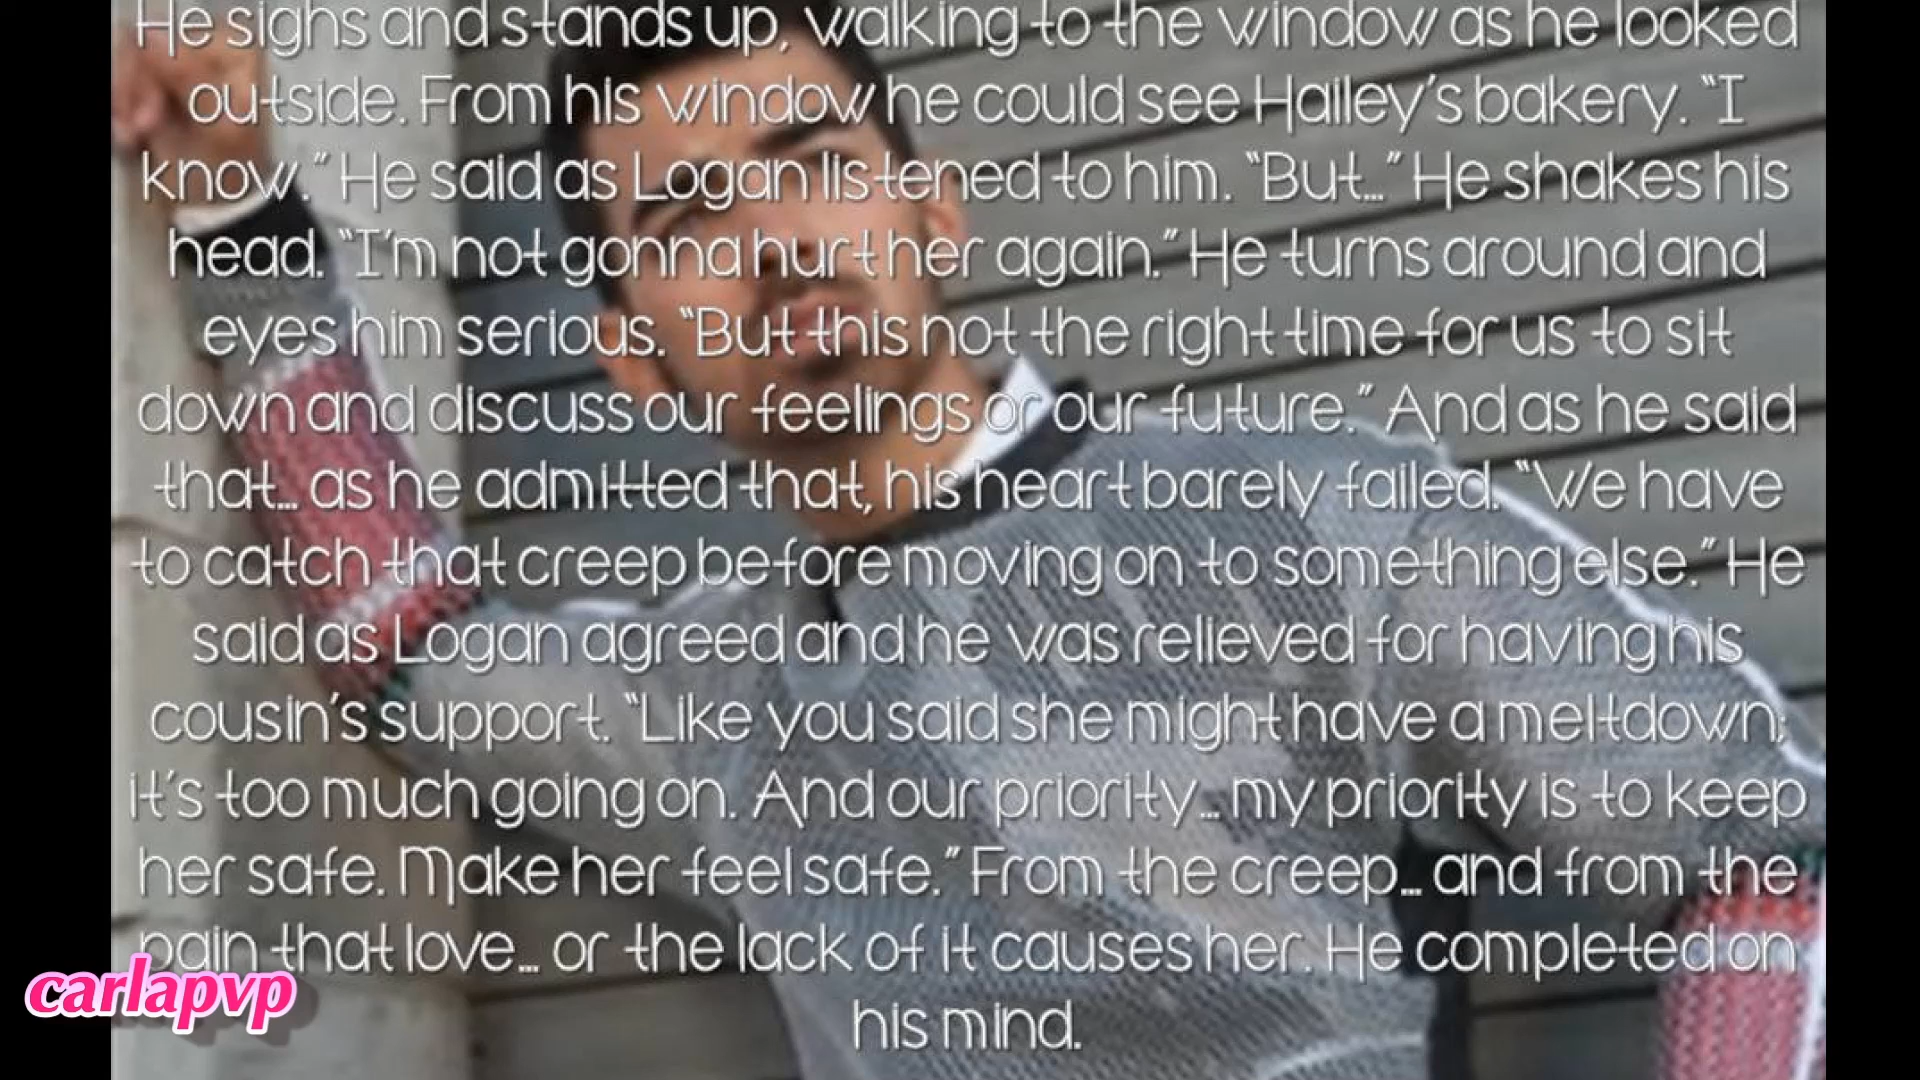 He sighs and stands up, walking to the window as he looked
outside. From his window he could see Hailey's bakery. "I
know." He said as Logan listened to him. "But..." He shakes his
head. "I'm not gonna hurt her again." He turns around and
eyes him serious. "But this not the right time for us to sit
down and discuss our feelings or our future." And as he said
that... as he admitted that, his heart barely failed. "We have
to catch that creep before moving on to something else." He
said as Logan agreed and he was relieved for having his
cousin's support. "Like you said she might have a meltdown;
it's too much going on. And our priority... my priority is to keep
her safe. Make her feel safe." From the creep... and from the
pain that love... or the lack of it causes her. He completed on
his mind.
carlapvp